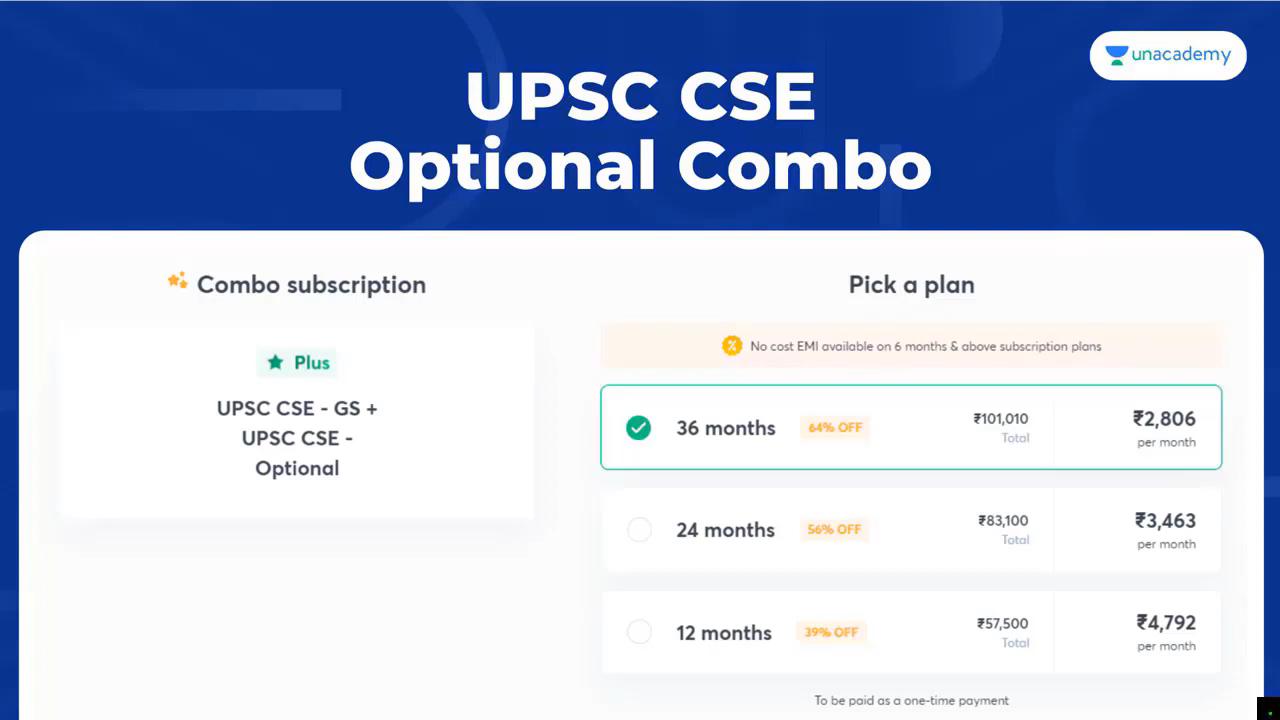 unacademy
UPSC CSE
Optional Combo
Combo subscription
Plus
UPSC CSE - GS +
UPSC CSE -
Optional
Pick a plan
No cost EMI available on 6 months & above subscription plans
36 months 64% OFF ₹101,010 ₹2,806
Total per month
24 months 56% OFF ₹83,100 ₹3,463
Total per month
12 months 39% OFF ₹57,500 ₹4,792
Total per month
To be paid as a one-time payment